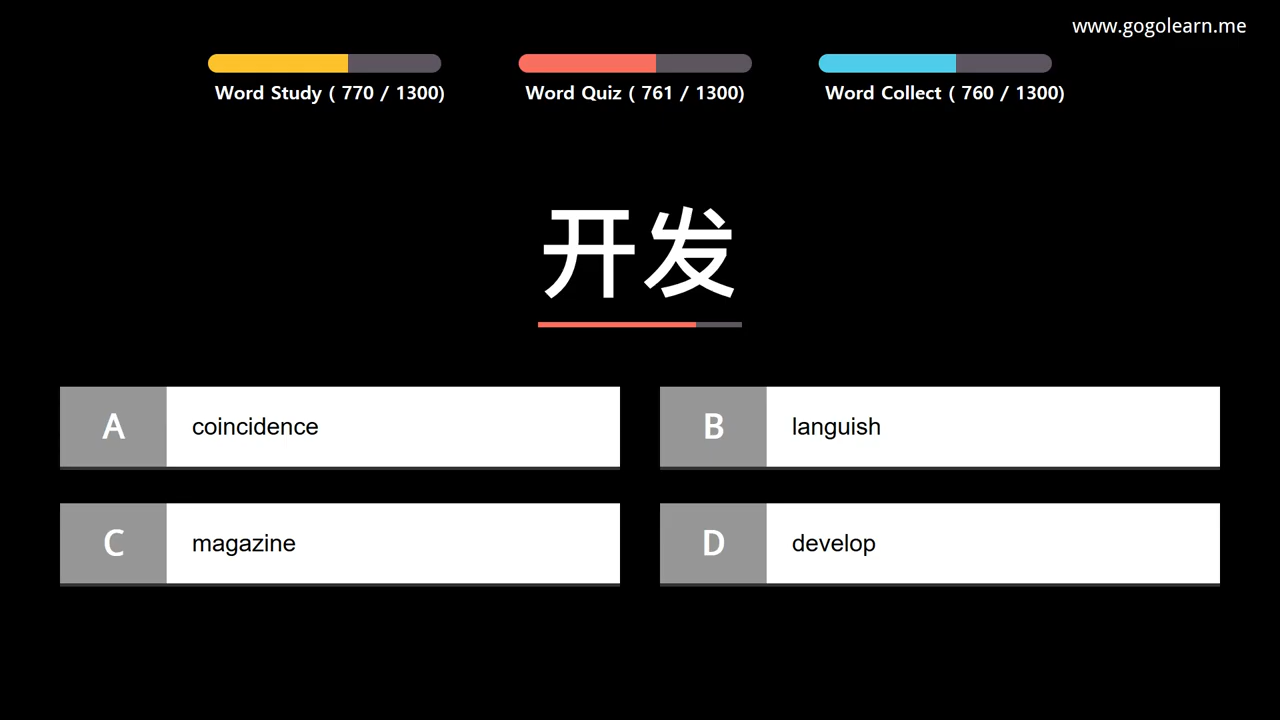 www.gogolearn.me
Word Study ( 770 / 1300)
Word Quiz ( 761 / 1300)
Word Collect ( 760 / 1300)
开发
A coincidence
B languish
C magazine
D develop